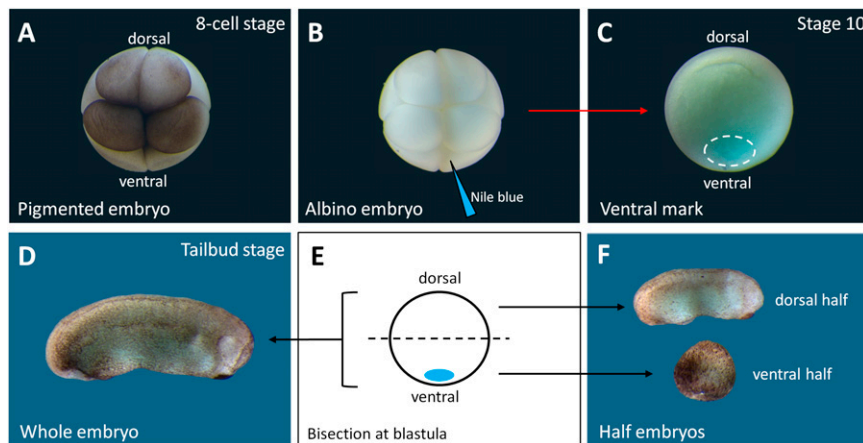 A
8-cell stage
dorsal
ventral
Pigmented embryo
B
Nile blue
Albino embryo
C
Stage 10
dorsal
ventral
Ventral mark
D
Tailbud stage
Whole embryo
E
dorsal
ventral
Bisection at blastula
F
dorsal half
ventral half
Half embryos